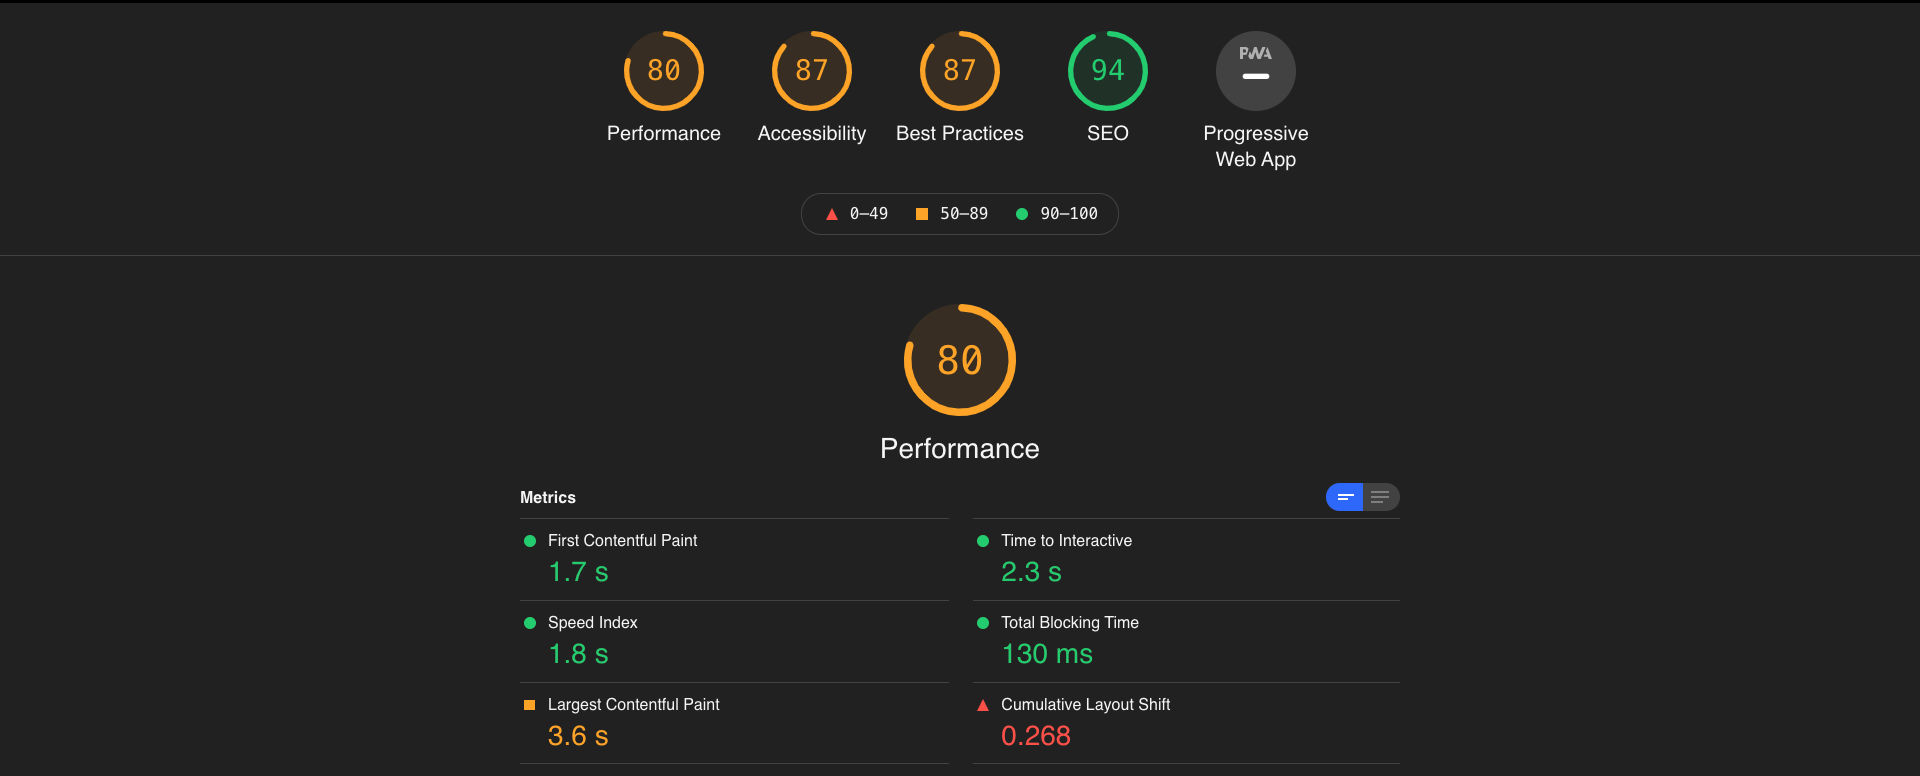 80 87 87 94 PWA
Performance Accessibility Best Practices SEO Progressive
Web App
0–49 50–89 90–100
80
Performance
Metrics
First Contentful Paint
1.7 s
Time to Interactive
2.3 s
Speed Index
1.8 s
Total Blocking Time
130 ms
Largest Contentful Paint
3.6 s
Cumulative Layout Shift
0.268